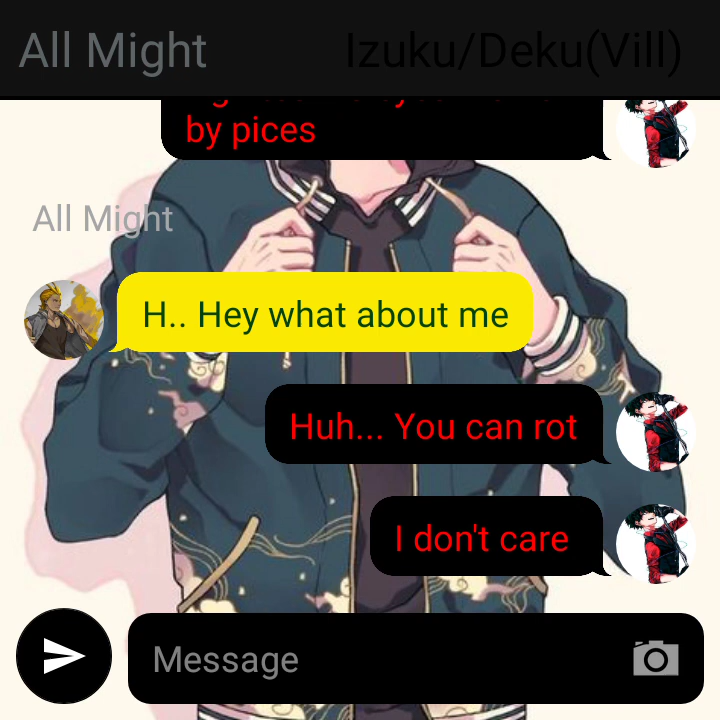 All Might Izuku/Deku(Vill)
by pices
All Might
H.. Hey what about me
Huh... You can rot
I don't care
Message